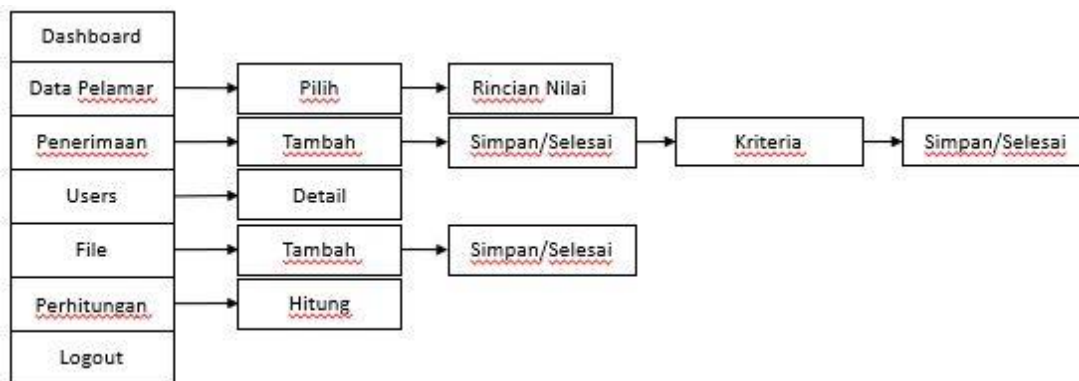 Dashboard
Data Pelamar
Pilih
Rincian Nilai
Penerimaan
Tambah
Simpan/Selesai
Kriteria
Simpan/Selesai
Users
Detail
File
Tambah
Simpan/Selesai
Perhitungan
Hitung
Logout